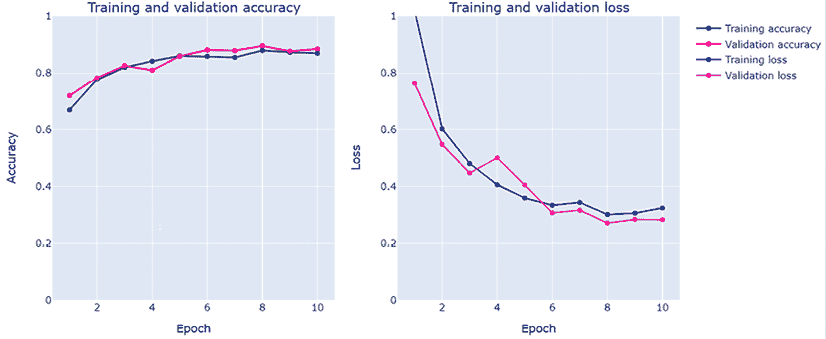 Training and validation accuracy
1
0.8
0.6
0.4
0.2
0
2
4
6
8
10
Epoch
Accuracy
Training and validation loss
1
0.8
0.6
0.4
0.2
0
2
4
6
8
10
Epoch
Loss
Training accuracy
Validation accuracy
Training loss
Validation loss